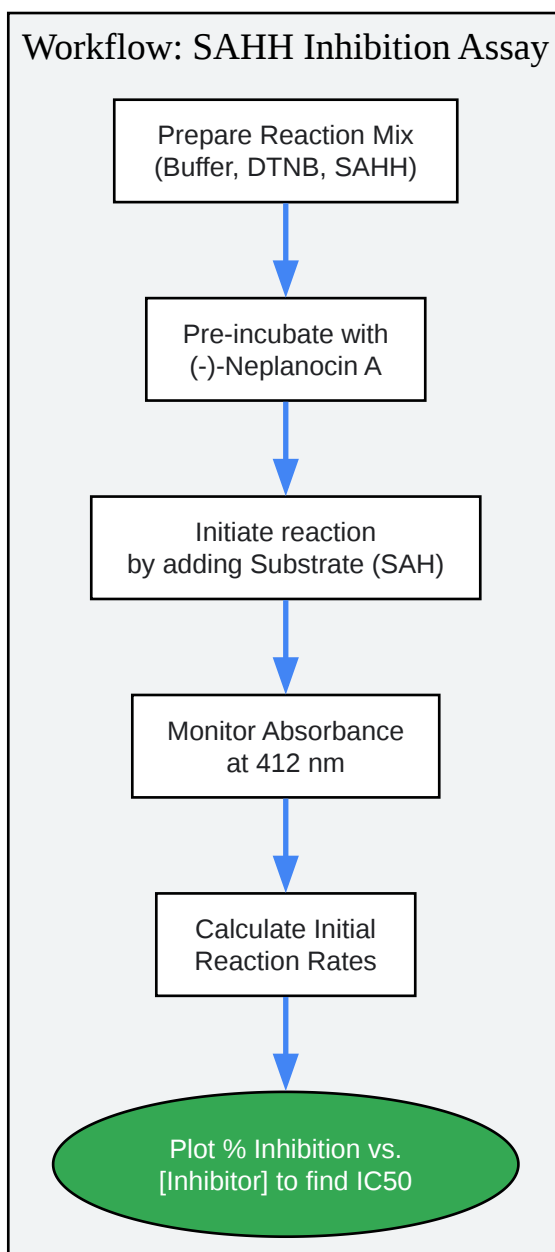 Workflow: SAHH Inhibition Assay
Prepare Reaction Mix
(Buffer, DTNB, SAHH)
Pre-incubate with
(-)-Neplanocin A
Initiate reaction
by adding Substrate (SAH)
Monitor Absorbance
at 412 nm
Calculate Initial
Reaction Rates
Plot % Inhibition vs.
[Inhibitor] to find IC50